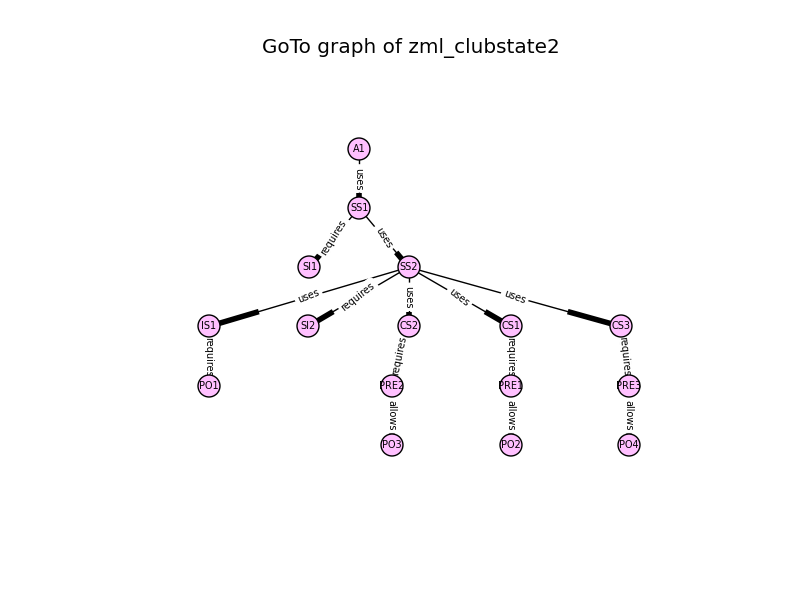 GoTo graph of zml_clubstate2
A1
uses
SS1
requires
uses
SI1
SS2
uses
requires
uses
uses
uses
IS1
SI2
CS2
CS1
CS3
requires
requires
requires
requires
PO1
PRE2
PRE1
PRE3
allows
allows
allows
PO3
PO2
PO4